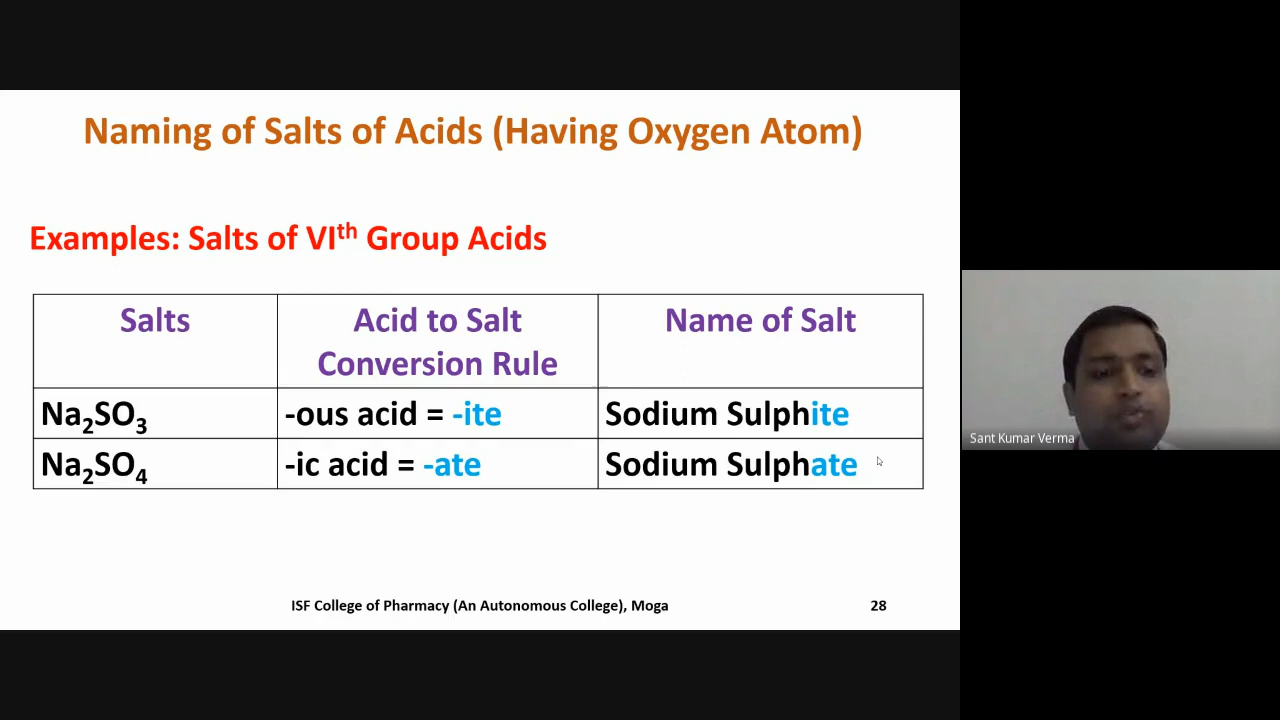 Naming of Salts of Acids (Having Oxygen Atom)
Examples: Salts of VIth Group Acids
Salts
Acid to Salt
Conversion Rule
Name of Salt
Na2SO3
-ous acid = -ite
Sodium Sulphite
Na2SO4
-ic acid = -ate
Sodium Sulphate
Sant Kumar Verma
ISF College of Pharmacy (An Autonomous College), Moga
28